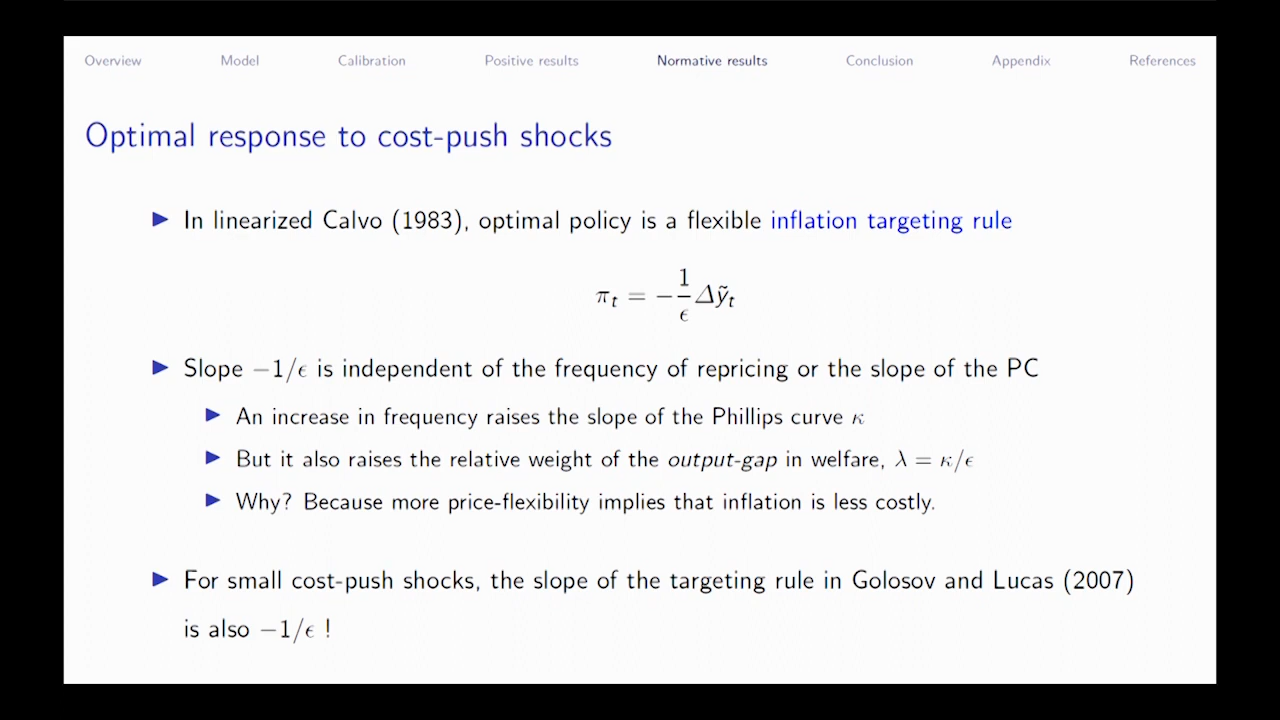 Overview Model Calibration Positive results Normative results Conclusion Appendix References
Optimal response to cost-push shocks
▶ In linearized Calvo (1983), optimal policy is a flexible inflation targeting rule
π_t = −1/ϵ Δỹ_t
▶ Slope −1/ϵ is independent of the frequency of repricing or the slope of the PC
▶ An increase in frequency raises the slope of the Phillips curve κ
▶ But it also raises the relative weight of the output-gap in welfare, λ = κ/ϵ
▶ Why? Because more price-flexibility implies that inflation is less costly.
▶ For small cost-push shocks, the slope of the targeting rule in Golosov and Lucas (2007)
is also −1/ϵ !